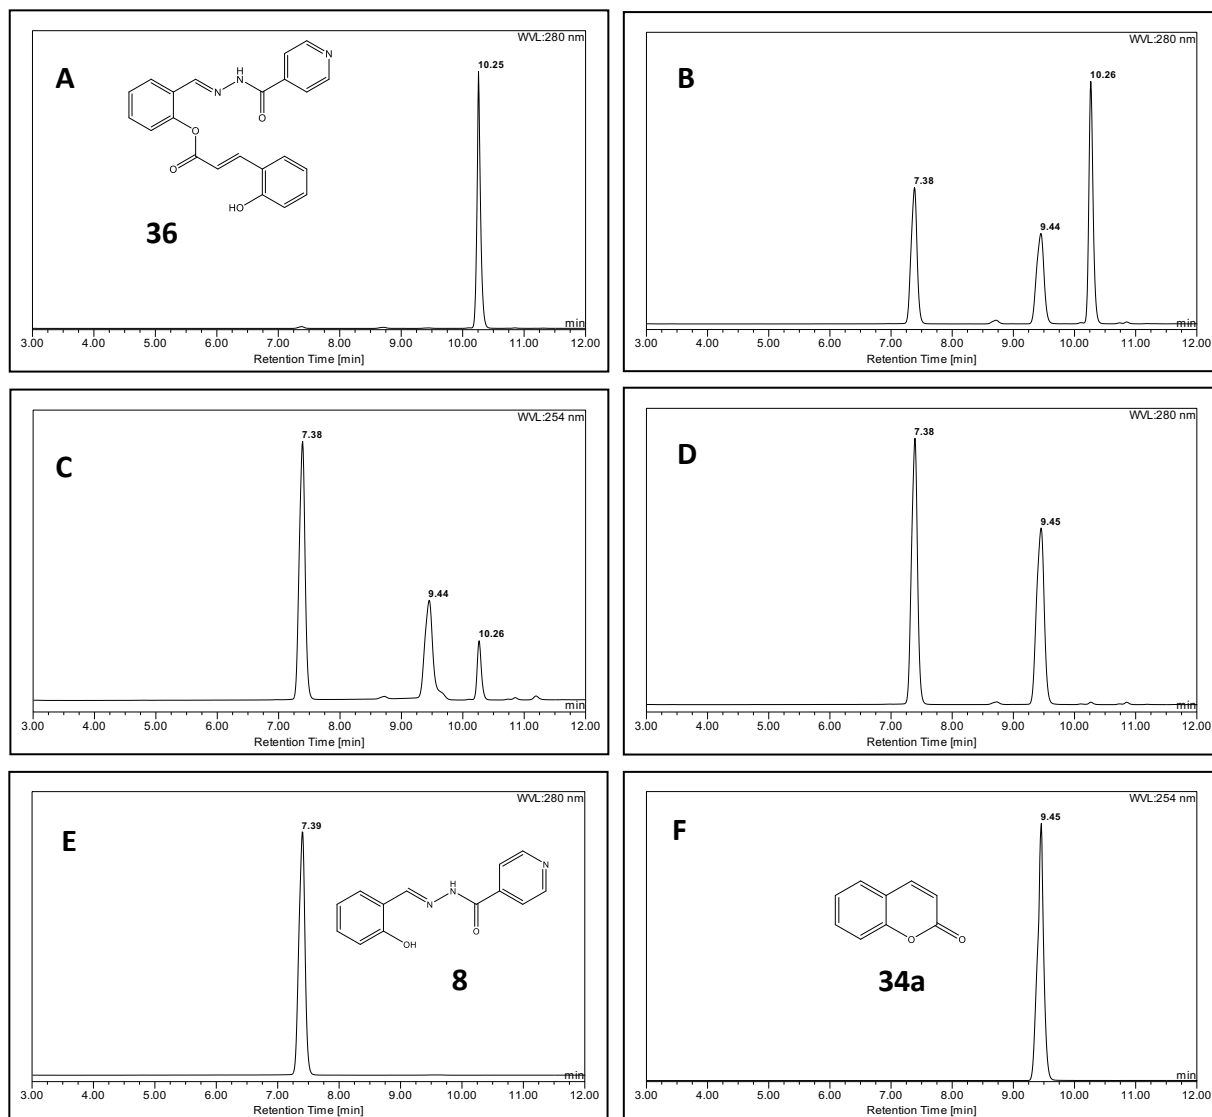 WVL:280 nm
A
10.25
N
H
N
N
O
O
O
HO
36
min
3.00 4.00 5.00 6.00 7.00 8.00 9.00 10.00 11.00 12.00
Retention Time [min]
WVL:280 nm
B
10.26
7.38
9.44
min
3.00 4.00 5.00 6.00 7.00 8.00 9.00 10.00 11.00 12.00
Retention Time [min]
WVL:254 nm
C
7.38
9.44
10.26
min
3.00 4.00 5.00 6.00 7.00 8.00 9.00 10.00 11.00 12.00
Retention Time [min]
WVL:280 nm
D
7.38
9.45
min
3.00 4.00 5.00 6.00 7.00 8.00 9.00 10.00 11.00 12.00
Retention Time [min]
WVL:280 nm
E
7.39
N
H
N
N
O
OH
8
min
3.00 4.00 5.00 6.00 7.00 8.00 9.00 10.00 11.00 12.00
Retention Time [min]
WVL:254 nm
F
9.45
O
O
34a
min
3.00 4.00 5.00 6.00 7.00 8.00 9.00 10.00 11.00 12.00
Retention Time [min]